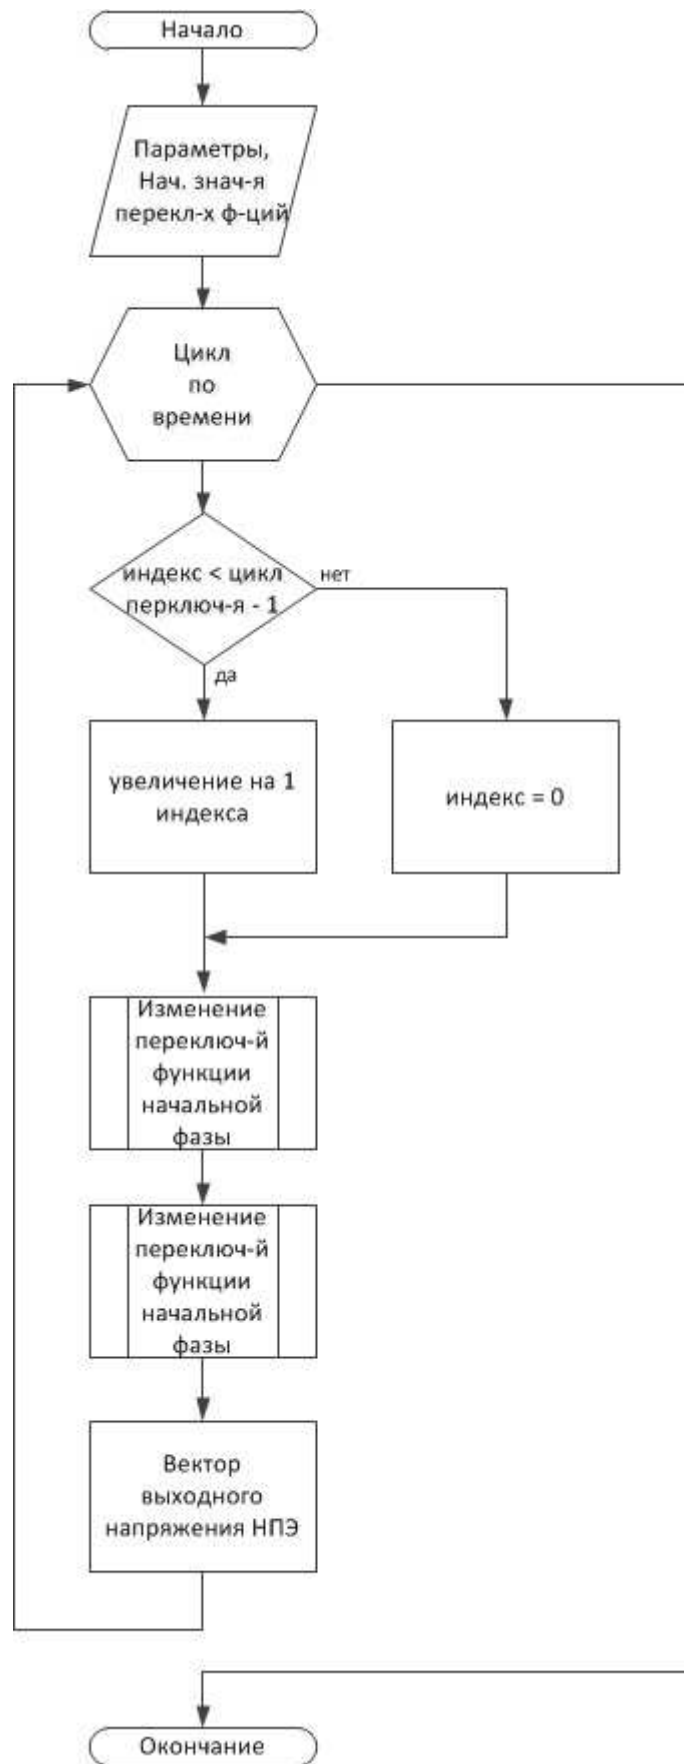 Начало
Параметры,
Нач. знач-я
перекл-х ф-ций
Цикл
по
времени
индекс < цикл
перключ-я - 1
нет
да
увеличение на 1
индекса
индекс = 0
Изменение
переключ-й
функции
начальной
фазы
Изменение
переключ-й
функции
начальной
фазы
Вектор
выходного
напряжения НПЭ
Окончание